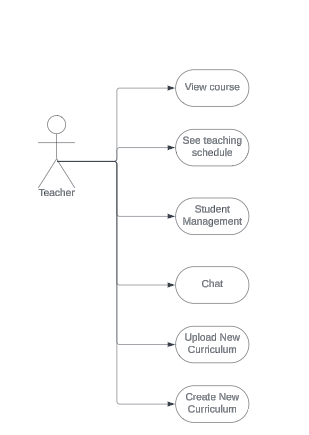 View course
See teaching
schedule
Teacher
Student
Management
Chat
Upload New
Curriculum
Create New
Curriculum